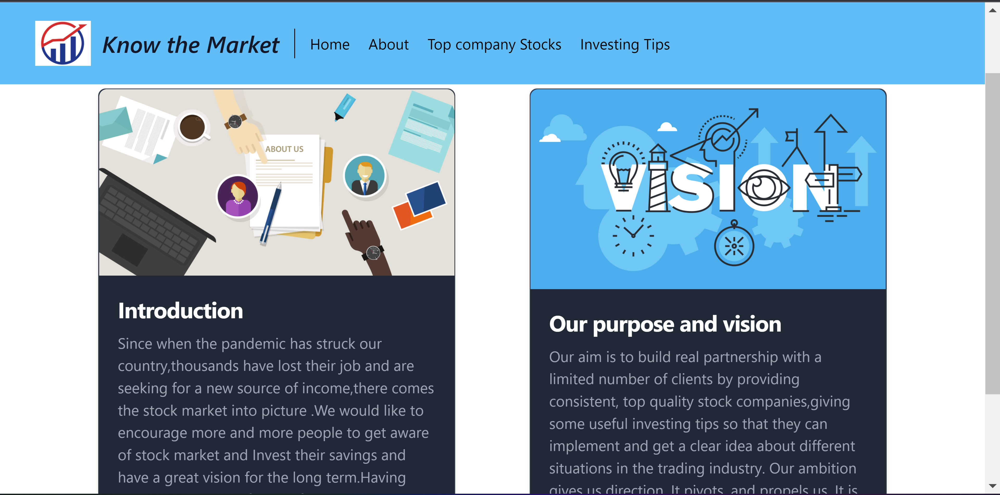 Know the Market
Home
About
Top company Stocks
Investing Tips
ABOUT US
Introduction
Since when the pandemic has struck our
country,thousands have lost their job and are
seeking for a new source of income,there comes
the stock market into picture .We would like to
encourage more and more people to get aware
of stock market and Invest their savings and
have a great vision for the long term.Having
VISION
Our purpose and vision
Our aim is to build real partnership with a
limited number of clients by providing
consistent, top quality stock companies,giving
some useful investing tips so that they can
implement and get a clear idea about different
situations in the trading industry. Our ambition
gives us direction. It pivots, and propels us. It is